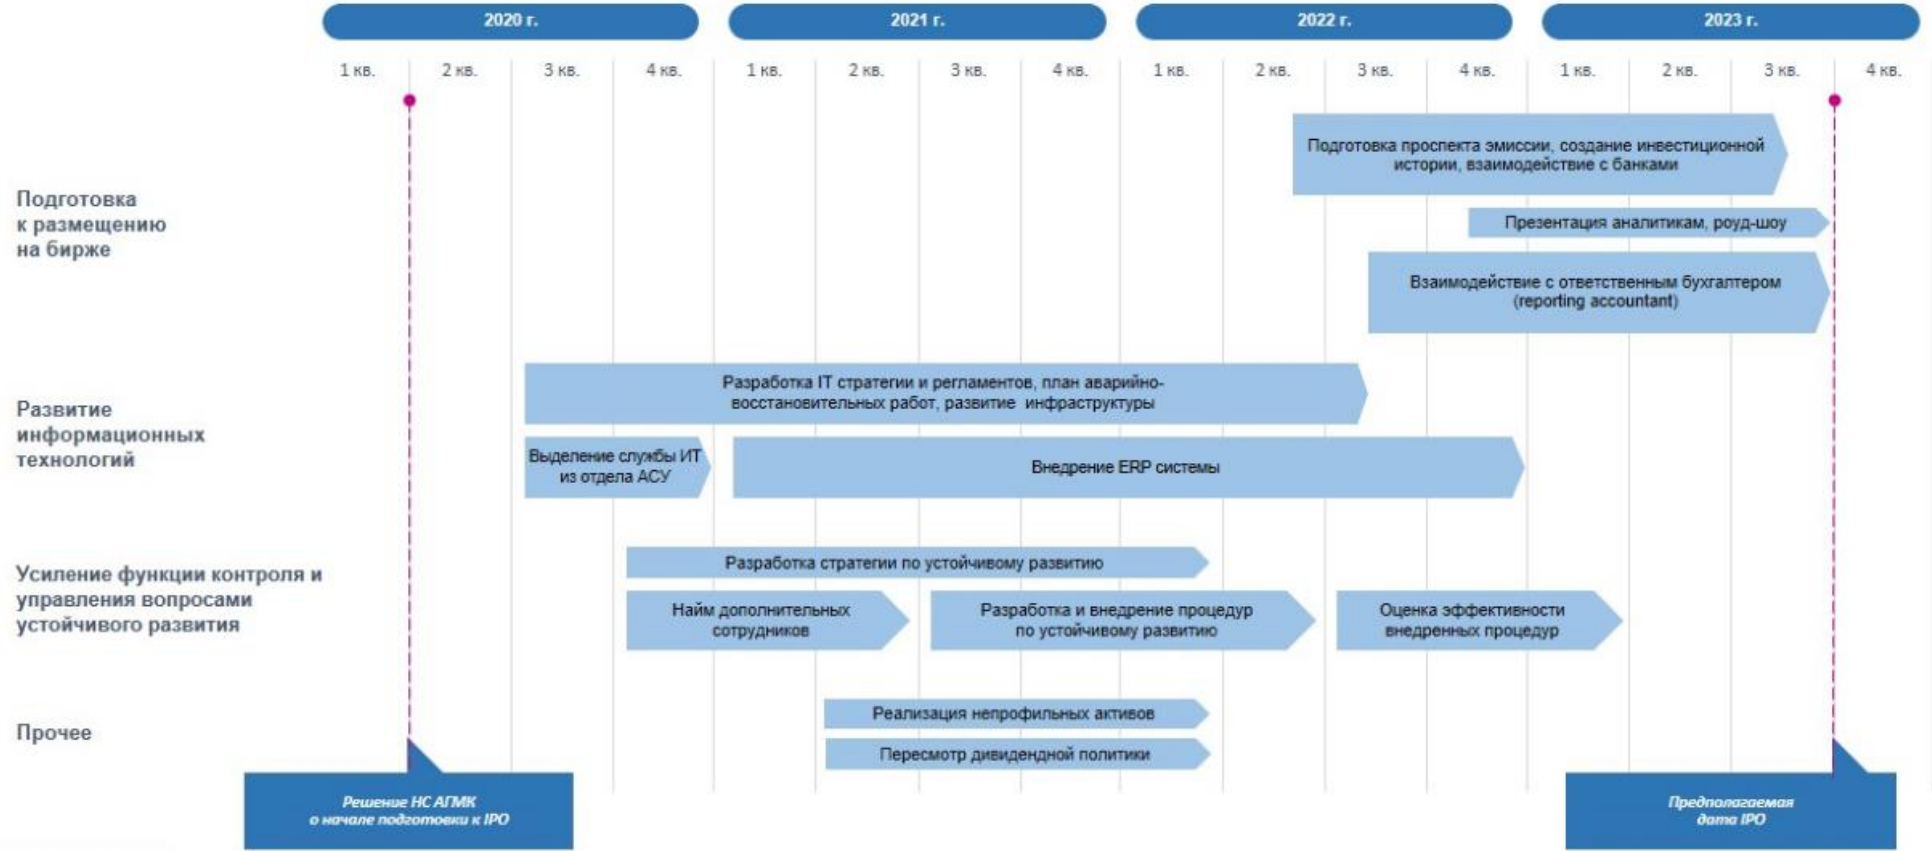 2020 г.
2021 г.
2022 г.
2023 г.
1 кв.
2 кв.
3 кв.
4 кв.
1 кв.
2 кв.
3 кв.
4 кв.
1 кв.
2 кв.
3 кв.
4 кв.
1 кв.
2 кв.
3 кв.
4 кв.
Подготовка
к размещению
на бирже
Подготовка проспекта эмиссии, создание инвестиционной
истории, взаимодействие с банками
Презентация аналитикам, роуд-шоу
Взаимодействие с ответственным бухгалтером
(reporting accountant)
Развитие
информационных
технологий
Разработка IT стратегии и регламентов, план аварийно-
восстановительных работ, развитие инфраструктуры
Выделение службы ИТ
из отдела АСУ
Внедрение ERP системы
Усиление функции контроля и
управления вопросами
устойчивого развития
Разработка стратегии по устойчивому развитию
Найм дополнительных
сотрудников
Разработка и внедрение процедур
по устойчивому развитию
Оценка эффективности
внедренных процедур
Прочее
Реализация непрофильных активов
Пересмотр дивидендной политики
Решение НС АГМК
о начале подготовки к IPO
Предполагаемая
дата IPO